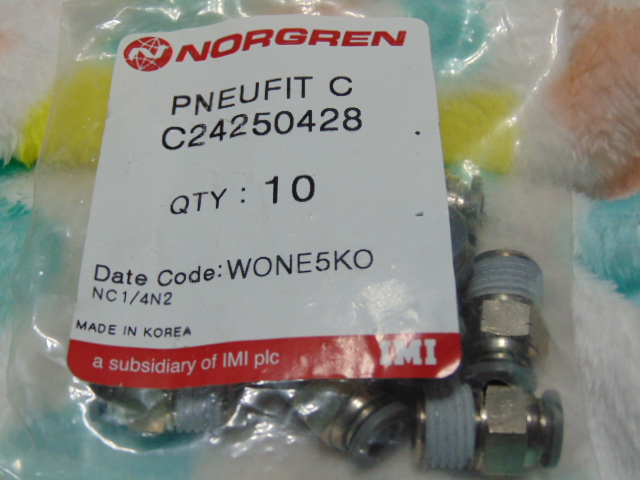 NORGREN
PNEUFIT C
C24250428
QTY : 10
Date Code: WONE5KO
NC1/4N2
MADE IN KOREA
a subsidiary of IMI plc IMI